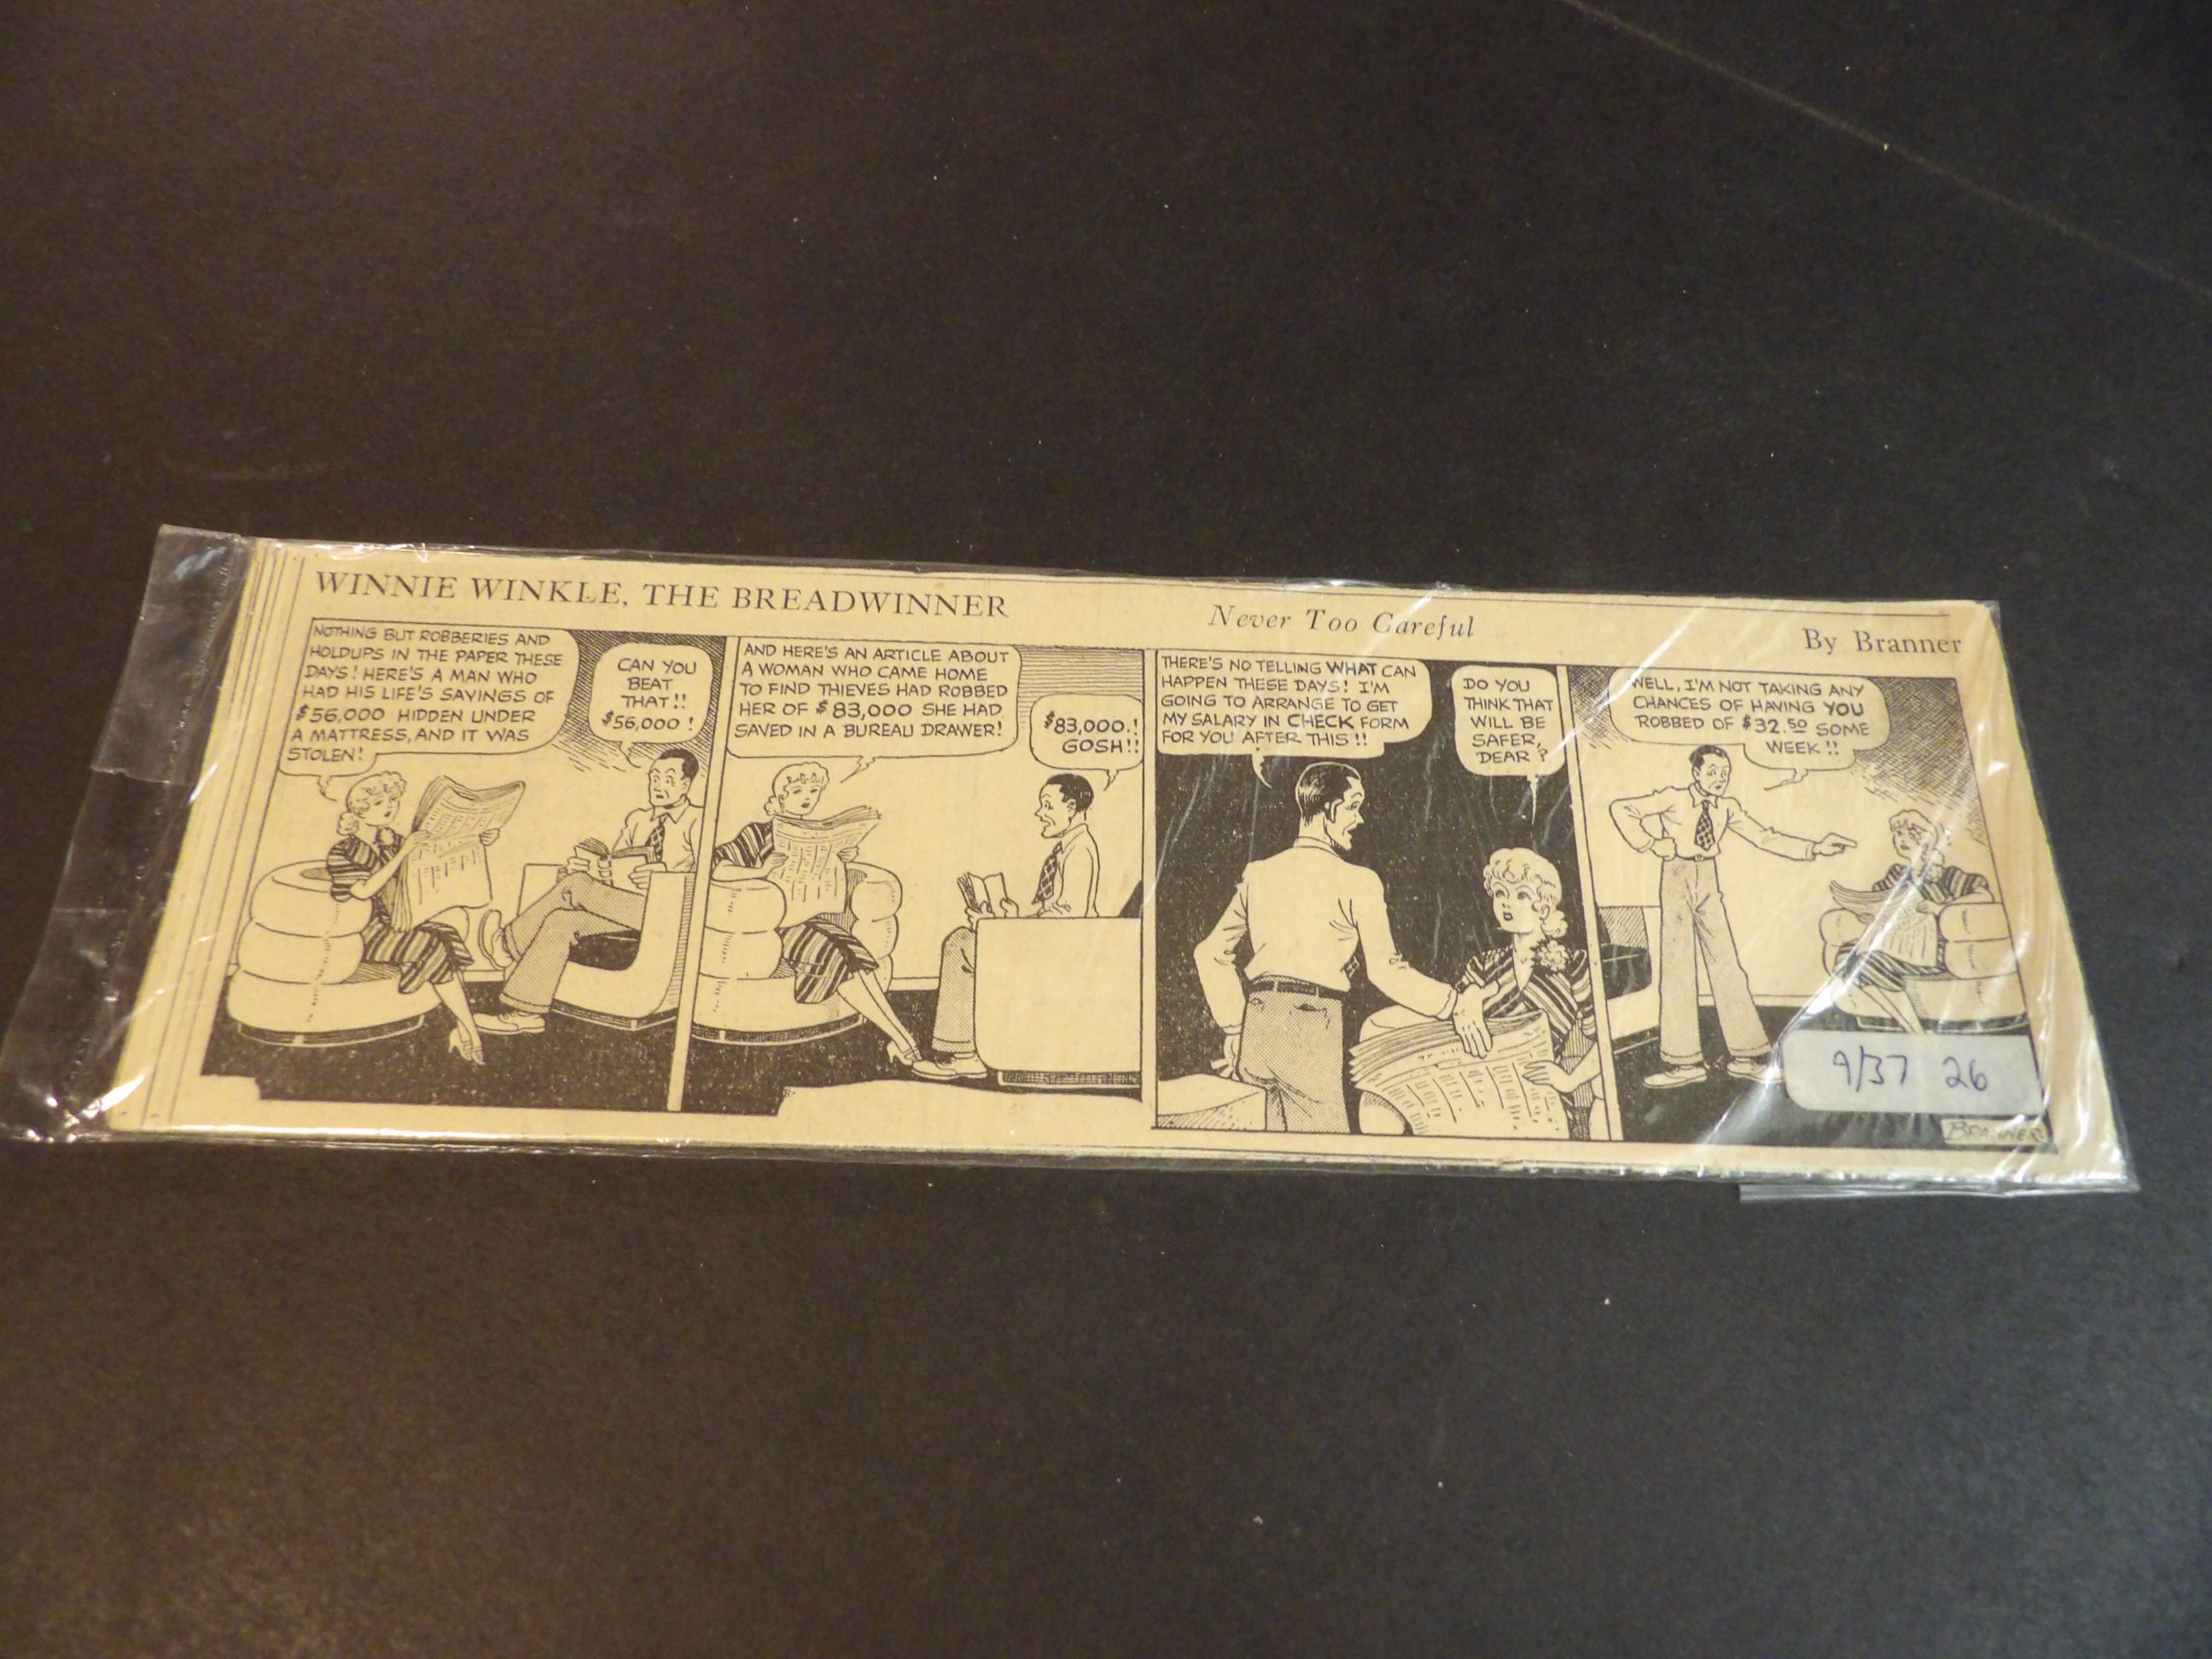 WINNIE WINKLE, THE BREADWINNER
Never Too Careful
By Branner
NOTHING BUT ROBBERIES AND
HOLDUPS IN THE PAPER THESE
DAYS! HERE'S A MAN WHO
HAD HIS LIFE'S SAVINGS OF
$56,000 HIDDEN UNDER
A MATTRESS, AND IT WAS
STOLEN!
CAN YOU
BEAT
THAT!!
$56,000!
AND HERE'S AN ARTICLE ABOUT
A WOMAN WHO CAME HOME
TO FIND THIEVES HAD ROBBED
HER OF $83,000 SHE HAD
SAVED IN A BUREAU DRAWER!
$83,000.!
GOSH!!
THERE'S NO TELLING WHAT CAN
HAPPEN THESE DAYS! I'M
GOING TO ARRANGE TO GET
MY SALARY IN CHECK FORM
FOR YOU AFTER THIS!!
DO YOU
THINK THAT
WILL BE
SAFER,
DEAR?
WELL, I'M NOT TAKING ANY
CHANCES OF HAVING YOU
ROBBED OF $32.50 SOME
WEEK!!
9/37 26
BRANNER